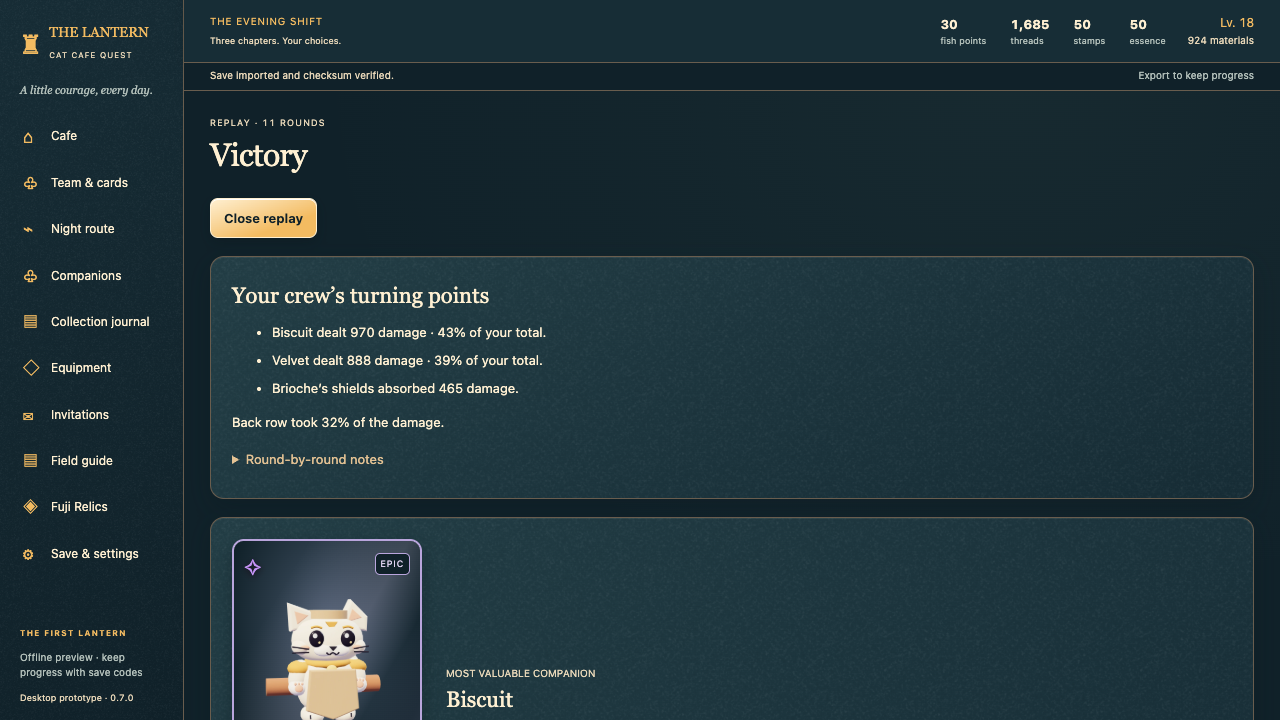 THE LANTERN
CAT CAFE QUEST
A little courage, every day.
Cafe
Team & cards
Night route
Companions
Collection journal
Equipment
Invitations
Field guide
Fuji Relics
Save & settings
THE FIRST LANTERN
Offline preview · keep
progress with save codes
Desktop prototype · 0.7.0
THE EVENING SHIFT
Three chapters. Your choices.
30
fish points
1,685
threads
50
stamps
50
essence
Lv. 18
924 materials
Save imported and checksum verified.
Export to keep progress
REPLAY · 11 ROUNDS
Victory
Close replay
Your crew’s turning points
• Biscuit dealt 970 damage · 43% of your total.
• Velvet dealt 888 damage · 39% of your total.
• Brioche’s shields absorbed 465 damage.
Back row took 32% of the damage.
Round-by-round notes
EPIC
MOST VALUABLE COMPANION
Biscuit